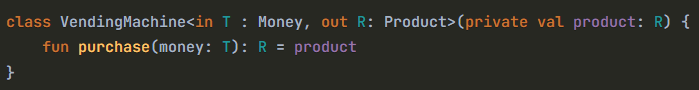 class VendingMachine<in T : Money, out R: Product>(private val product: R) {
    fun purchase(money: T): R = product
}